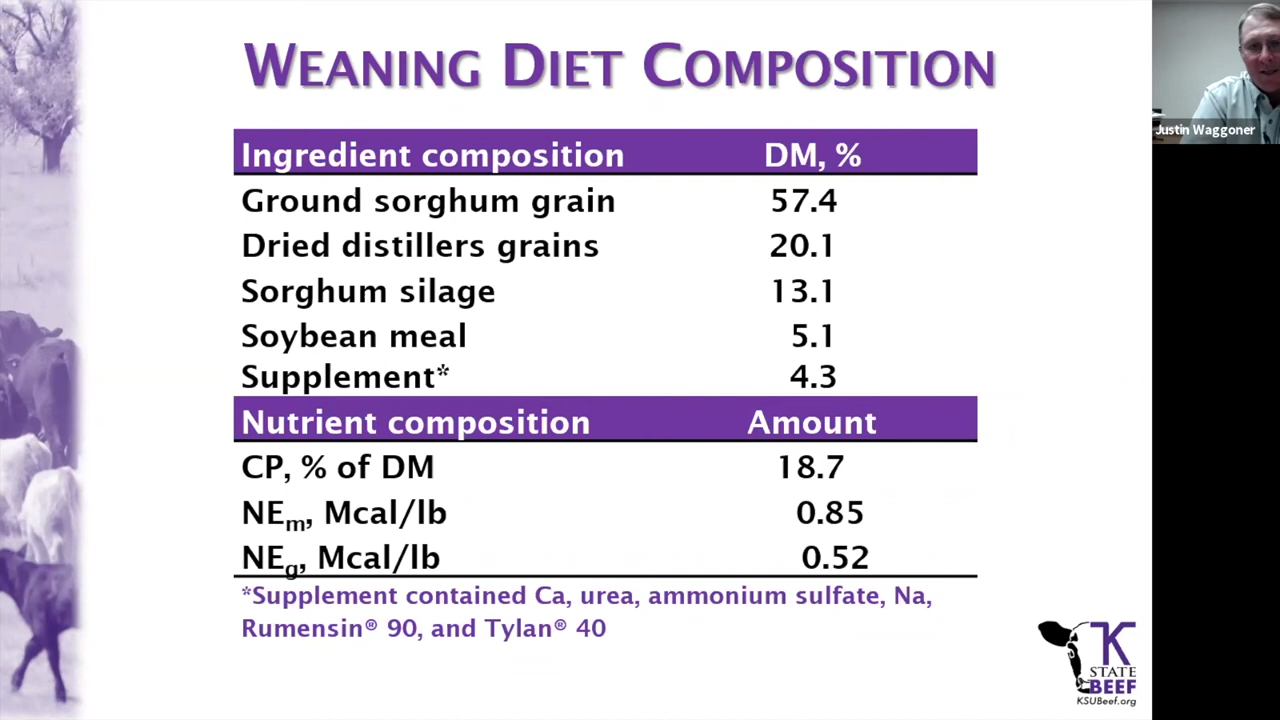 WEANING DIET COMPOSITION
Justin Waggoner
Ingredient composition DM, %
Ground sorghum grain 57.4
Dried distillers grains 20.1
Sorghum silage 13.1
Soybean meal 5.1
Supplement* 4.3
Nutrient composition Amount
CP, % of DM 18.7
NEm, Mcal/lb 0.85
NEg, Mcal/lb 0.52
*Supplement contained Ca, urea, ammonium sulfate, Na,
Rumensin® 90, and Tylan® 40
K
STATE
BEEF
KSUBeef.org